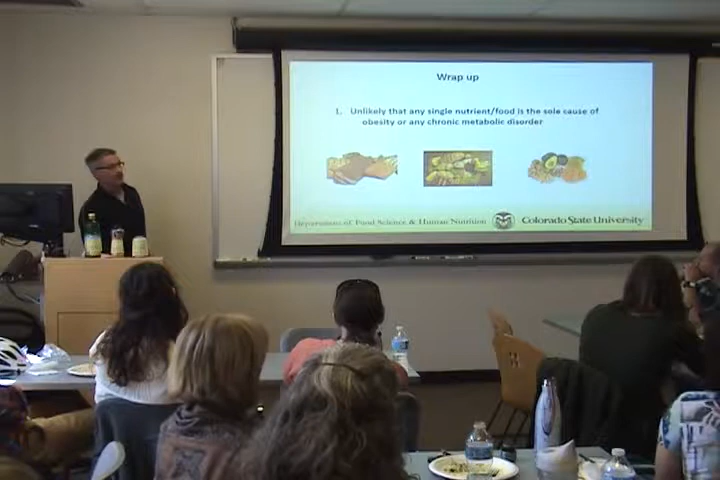 Wrap up
1. Unlikely that any single nutrient/food is the sole cause of
obesity or any chronic metabolic disorder
Department of Food Science & Human Nutrition Colorado State University